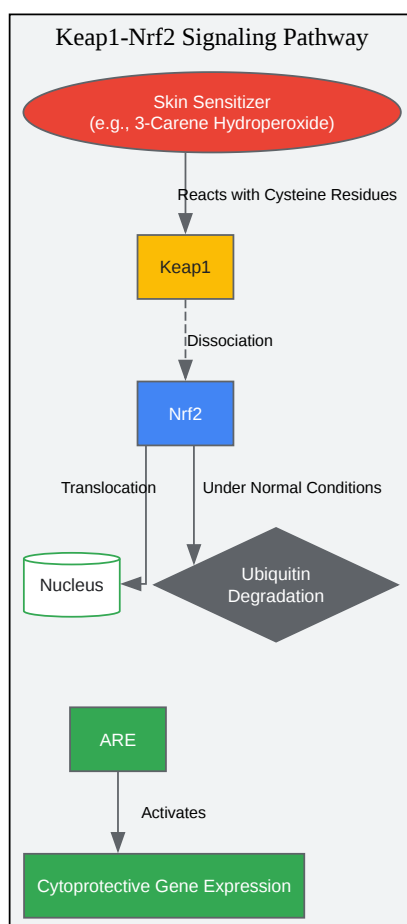 Keap1-Nrf2 Signaling Pathway
Skin Sensitizer
(e.g., 3-Carene Hydroperoxide)
Reacts with Cysteine Residues
Keap1
Dissociation
Nrf2
Translocation
Under Normal Conditions
Nucleus
Ubiquitin
Degradation
ARE
Activates
Cytoprotective Gene Expression